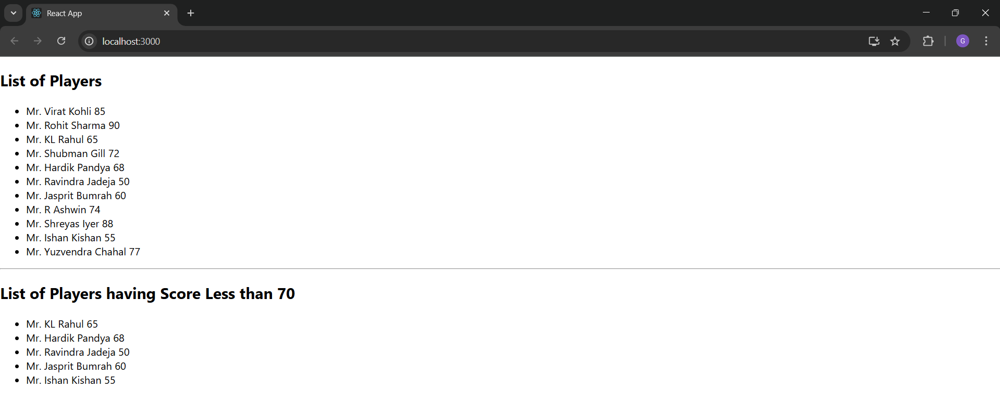 React App
localhost:3000
G
List of Players
Mr. Virat Kohli 85
Mr. Rohit Sharma 90
Mr. KL Rahul 65
Mr. Shubman Gill 72
Mr. Hardik Pandya 68
Mr. Ravindra Jadeja 50
Mr. Jasprit Bumrah 60
Mr. R Ashwin 74
Mr. Shreyas Iyer 88
Mr. Ishan Kishan 55
Mr. Yuzvendra Chahal 77
List of Players having Score Less than 70
Mr. KL Rahul 65
Mr. Hardik Pandya 68
Mr. Ravindra Jadeja 50
Mr. Jasprit Bumrah 60
Mr. Ishan Kishan 55